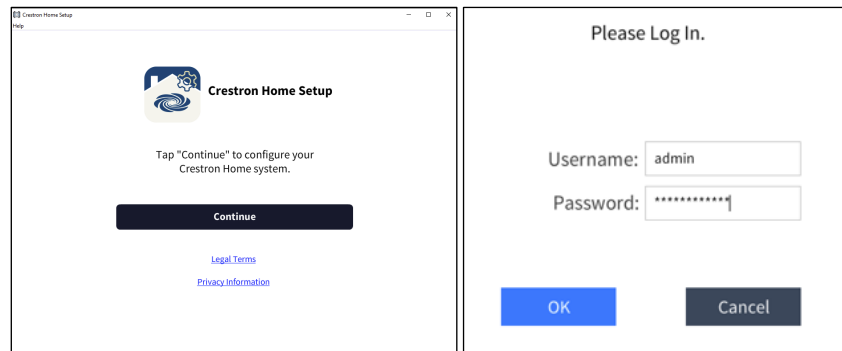 Crestron Home Setup
Help
Crestron Home Setup
Tap "Continue" to configure your
Crestron Home system.
Continue
Legal Terms
Privacy Information
Please Log In.
Username: admin
Password: ************
OK Cancel